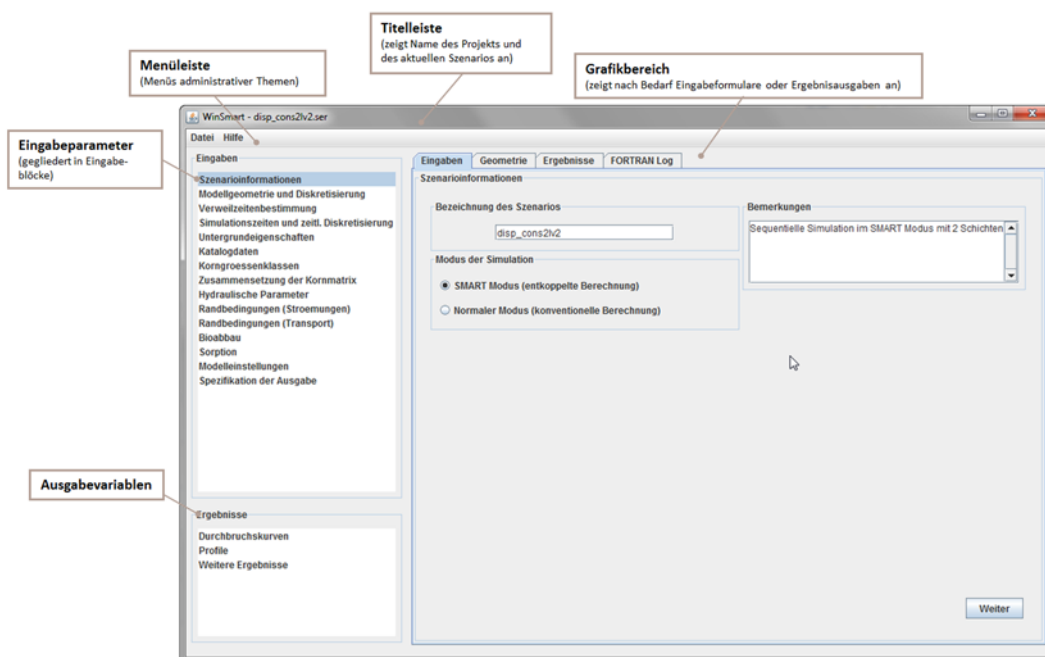 Titelleiste
(zeigt Name des Projekts und
des aktuellen Szenarios an)
Menüleiste
(Menüs administrativer Themen)
Grafikbereich
(zeigt nach Bedarf Eingabeformulare oder Ergebnisausgaben an)
Eingabeparameter
(gegliedert in Eingabe-
blöcke)
Ausgabevariablen
WinSmart - disp_cons2lv2.ser
Datei Hilfe
Eingaben
Szenarioinformationen
Modellgeometrie und Diskretisierung
Verweilzeitenbestimmung
Simulationszeiten und zeitl. Diskretisierung
Untergrundeigenschaften
Katalogdaten
Korngroessenklassen
Zusammensetzung der Kornmatrix
Hydraulische Parameter
Randbedingungen (Stroemungen)
Randbedingungen (Transport)
Bioabbau
Sorption
Modelleinstellungen
Spezifikation der Ausgabe
Ergebnisse
Durchbruchskurven
Profile
Weitere Ergebnisse
Eingaben Geometrie Ergebnisse FORTRAN Log
Szenarioinformationen
Bezeichnung des Szenarios
disp_cons2lv2
Modus der Simulation
SMART Modus (entkoppelte Berechnung)
Normaler Modus (konventionelle Berechnung)
Bemerkungen
Sequentielle Simulation im SMART Modus mit 2 Schichten
Weiter